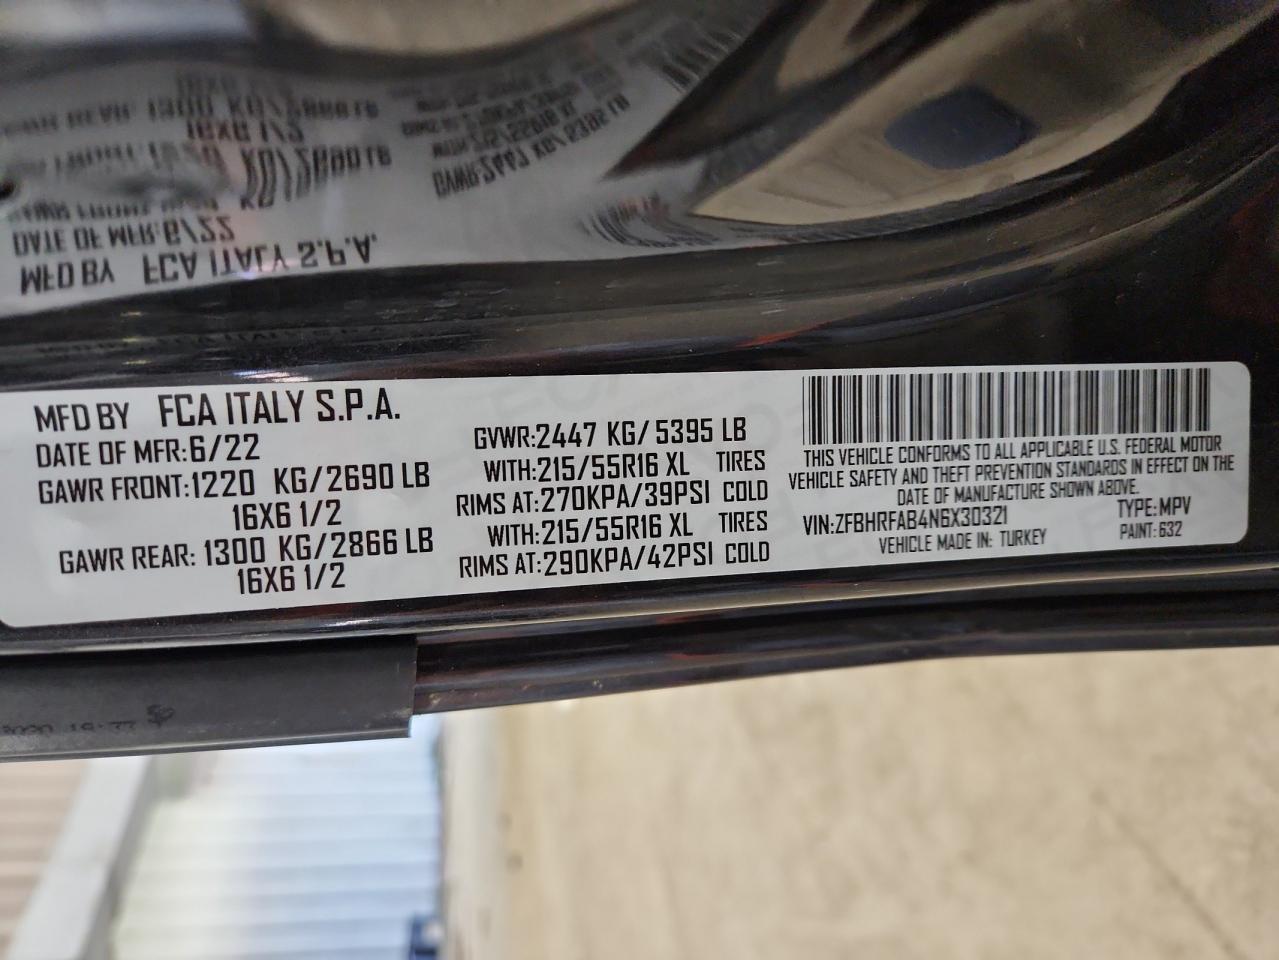 MFD BY FCA ITALY S.P.A.
DATE OF MFR:6/22
GAWR FRONT:1220 KG/2690 LB
16X6 1/2
GAWR REAR: 1300 KG/2866 LB
16X6 1/2
GVWR:2447 KG/ 5395 LB
WITH:215/55R16 XL TIRES
RIMS AT:270KPA/39PSI COLD
WITH:215/55R16 XL TIRES
RIMS AT:290KPA/42PSI COLD
THIS VEHICLE CONFORMS TO ALL APPLICABLE U.S. FEDERAL MOTOR
VEHICLE SAFETY AND THEFT PREVENTION STANDARDS IN EFFECT ON THE
DATE OF MANUFACTURE SHOWN ABOVE.
VIN:ZFBHRFAB4N6X30321 TYPE:MPV
VEHICLE MADE IN: TURKEY PAINT: 632